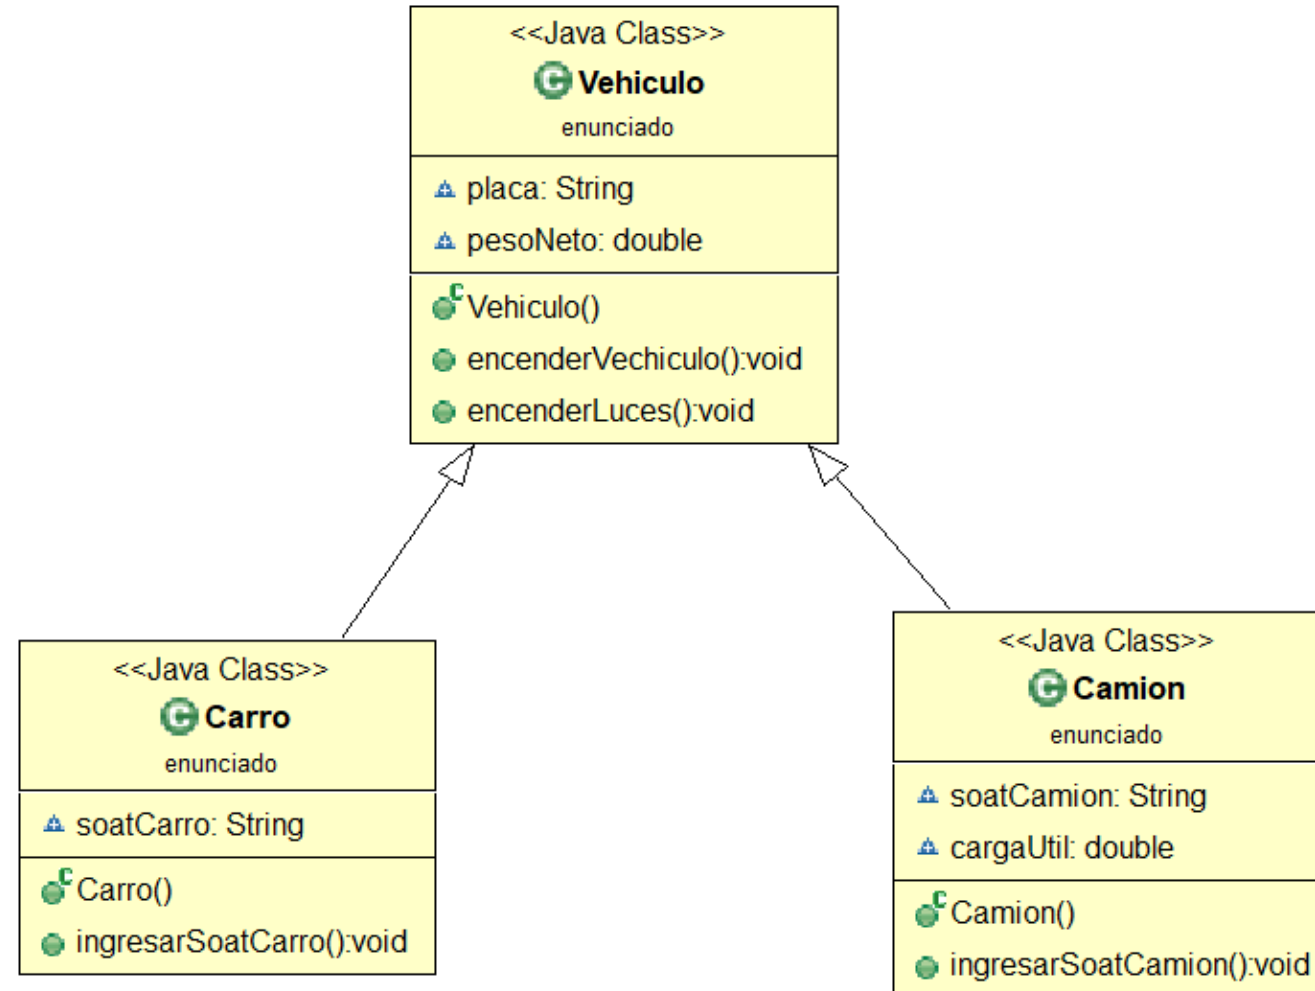 <<Java Class>>
Vehiculo
enunciado
placa: String
pesoNeto: double
Vehiculo()
encenderVechiculo():void
encenderLuces():void
<<Java Class>>
Carro
enunciado
soatCarro: String
Carro()
ingresarSoatCarro():void
<<Java Class>>
Camion
enunciado
soatCamion: String
cargaUtil: double
Camion()
ingresarSoatCamion():void